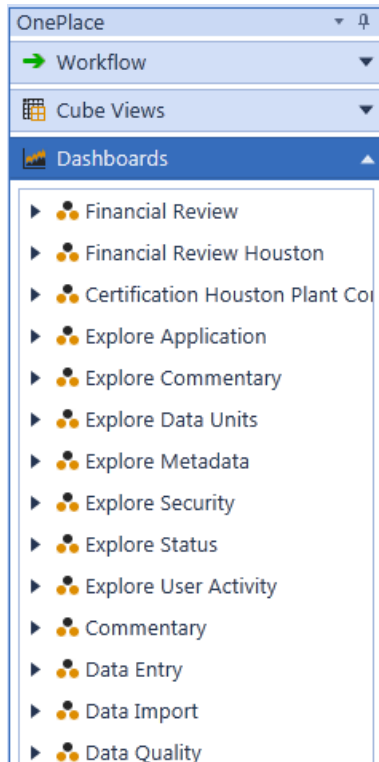 OnePlace
Workflow
Cube Views
Dashboards
Financial Review
Financial Review Houston
Certification Houston Plant
Explore Application
Explore Commentary
Explore Data Units
Explore Metadata
Explore Security
Explore Status
Explore User Activity
Commentary
Data Entry
Data Import
Data Quality